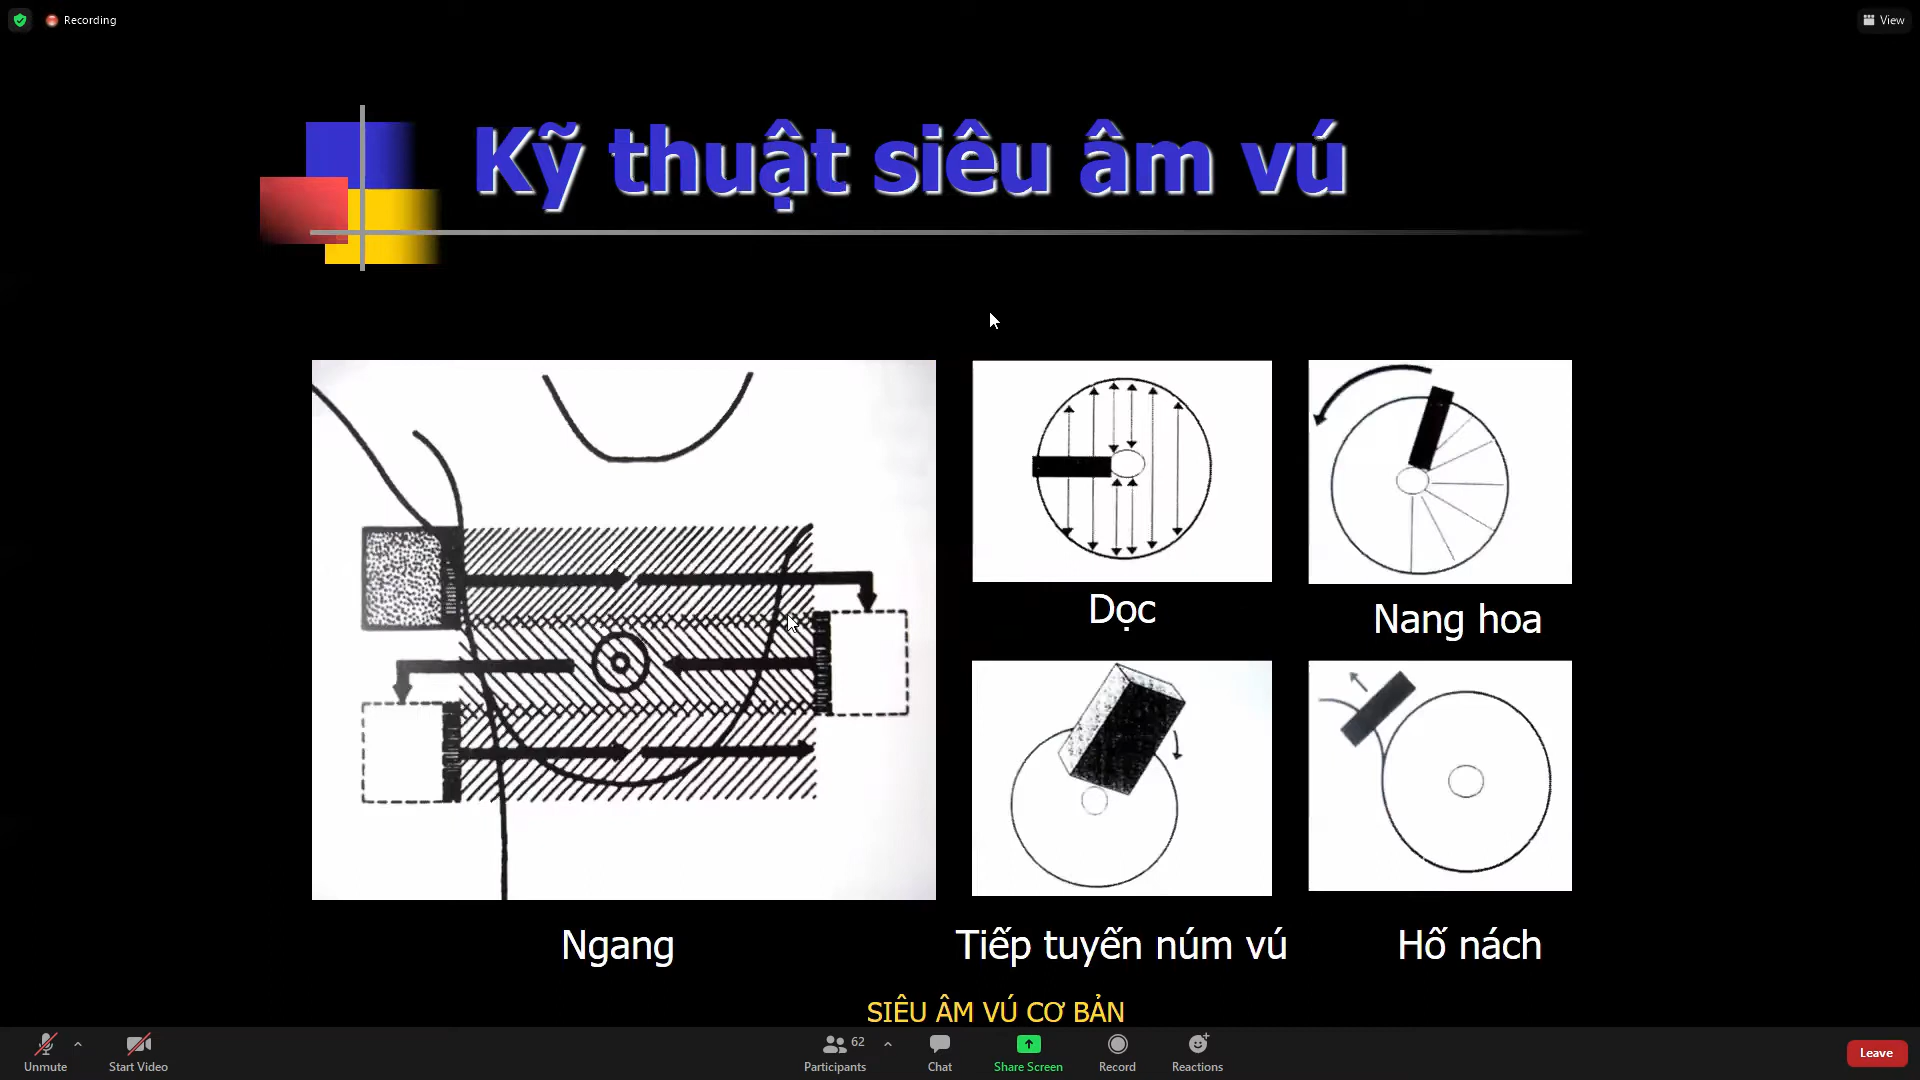 Recording
View
Kỹ thuật siêu âm vú
Dọc
Nang hoa
Ngang
Tiếp tuyến núm vú
Hố nách
SIÊU ÂM VÚ CƠ BẢN
Unmute
Start Video
62
Participants
Chat
Share Screen
Record
Reactions
Leave